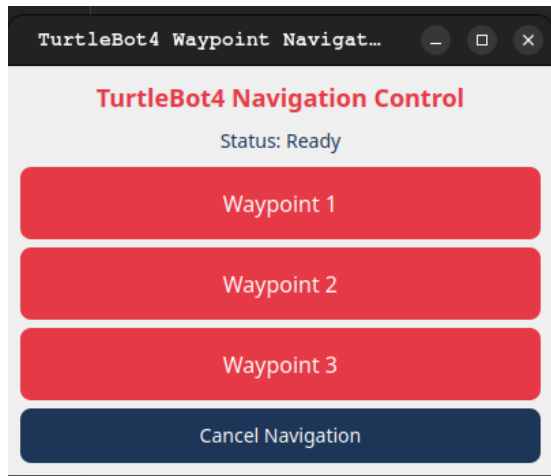 TurtleBot4 Waypoint Navigat...
TurtleBot4 Navigation Control
Status: Ready
Waypoint 1
Waypoint 2
Waypoint 3
Cancel Navigation